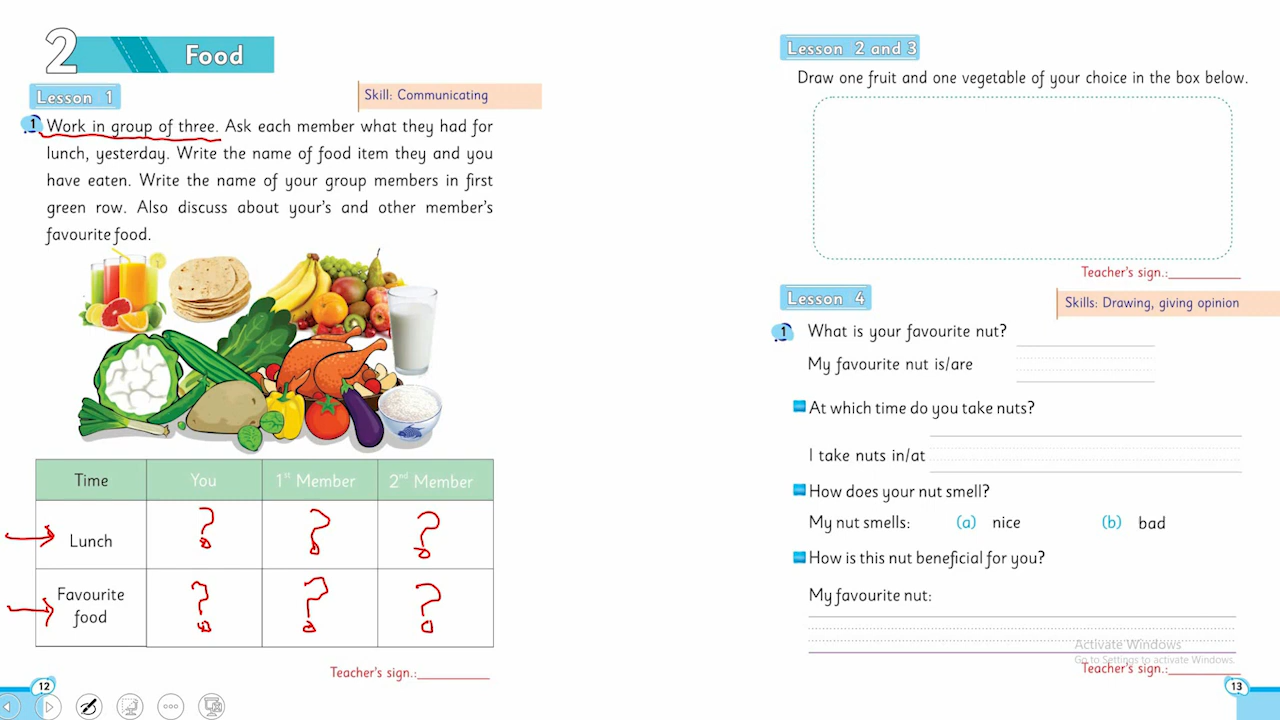 2 Food
Lesson 1
Skill: Communicating
1 Work in group of three. Ask each member what they had for
lunch, yesterday. Write the name of food item they and you
have eaten. Write the name of your group members in first
green row. Also discuss about your's and other member's
favourite food.
Time You 1st Member 2nd Member
Lunch ? ? ?
Favourite
food ? ? ?
Teacher's sign.:__________
12
Lesson 2 and 3
Draw one fruit and one vegetable of your choice in the box below.
Teacher's sign.:__________
Lesson 4
Skills: Drawing, giving opinion
1 What is your favourite nut?
My favourite nut is/are
At which time do you take nuts?
I take nuts in/at
How does your nut smell?
My nut smells: (a) nice (b) bad
How is this nut beneficial for you?
My favourite nut:
Activate Windows
Go to Settings to activate Windows.
Teacher's sign.:__________
13